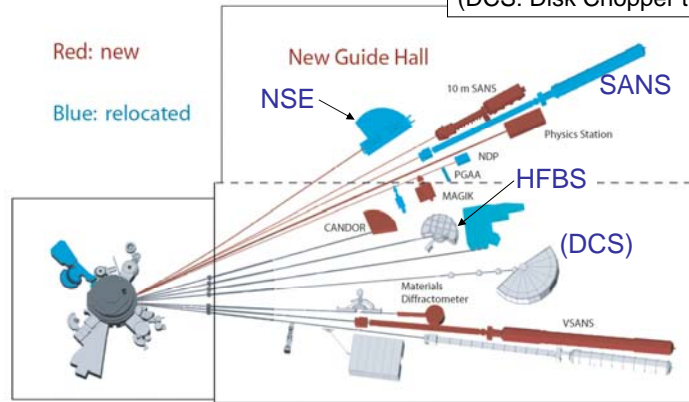 (DCS: Disk Chopper t
Red: new
New Guide Hall
Blue: relocated
NSE
10 m SANS
SANS
Physics Station
NDP
PGAA
HFBS
MAGIK
CANDOR
(DCS)
Materials
Diffractometer
VSANS